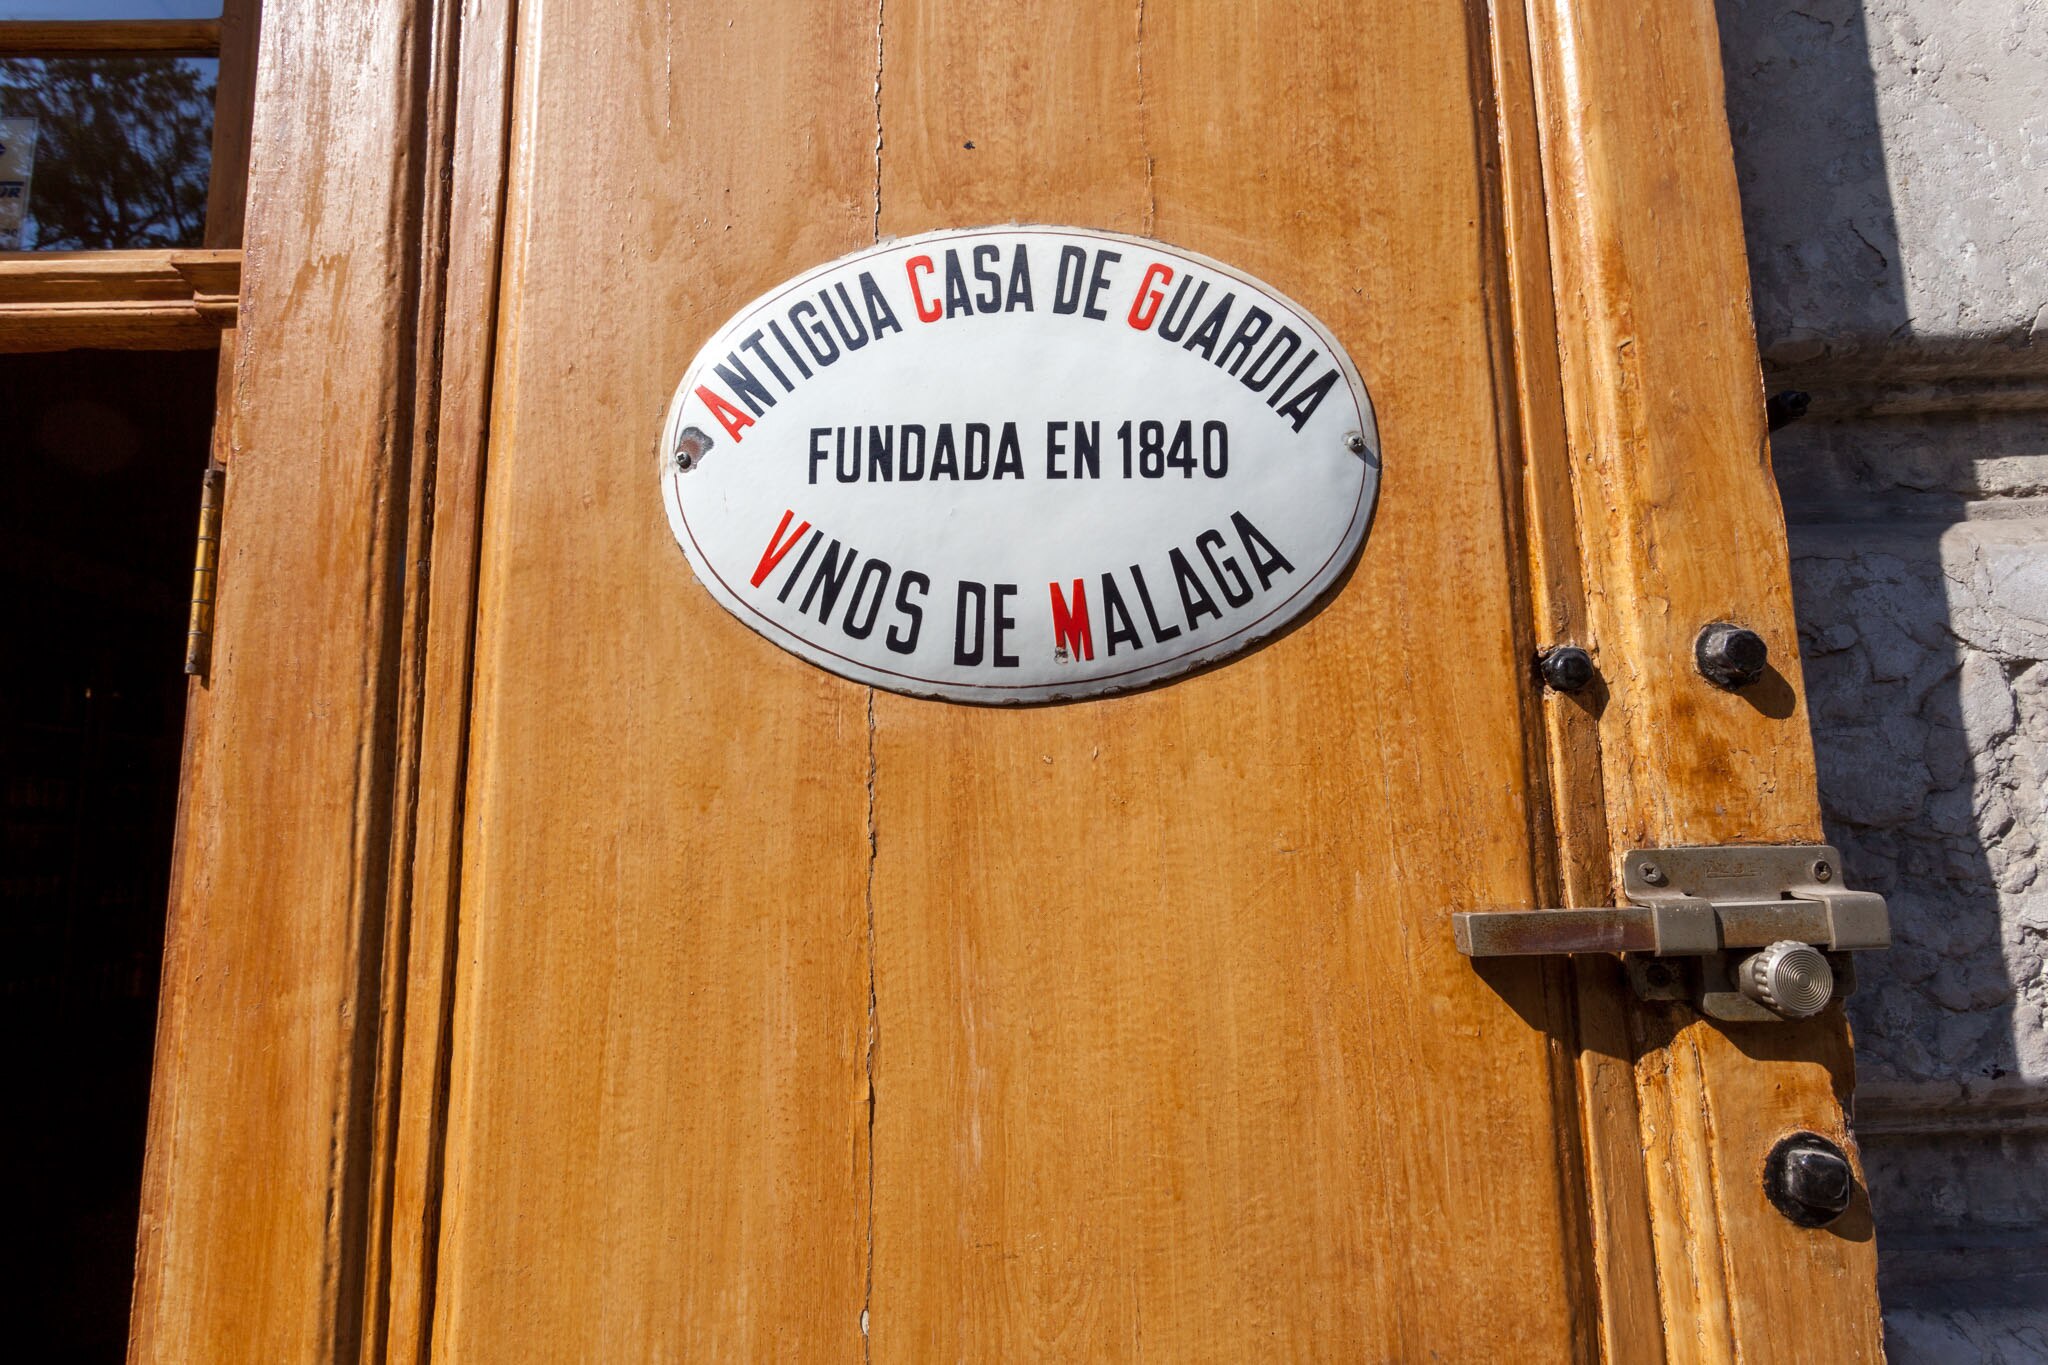 ANTIGUA CASA DE GUARDIA
FUNDADA EN 1840
VINOS DE MALAGA